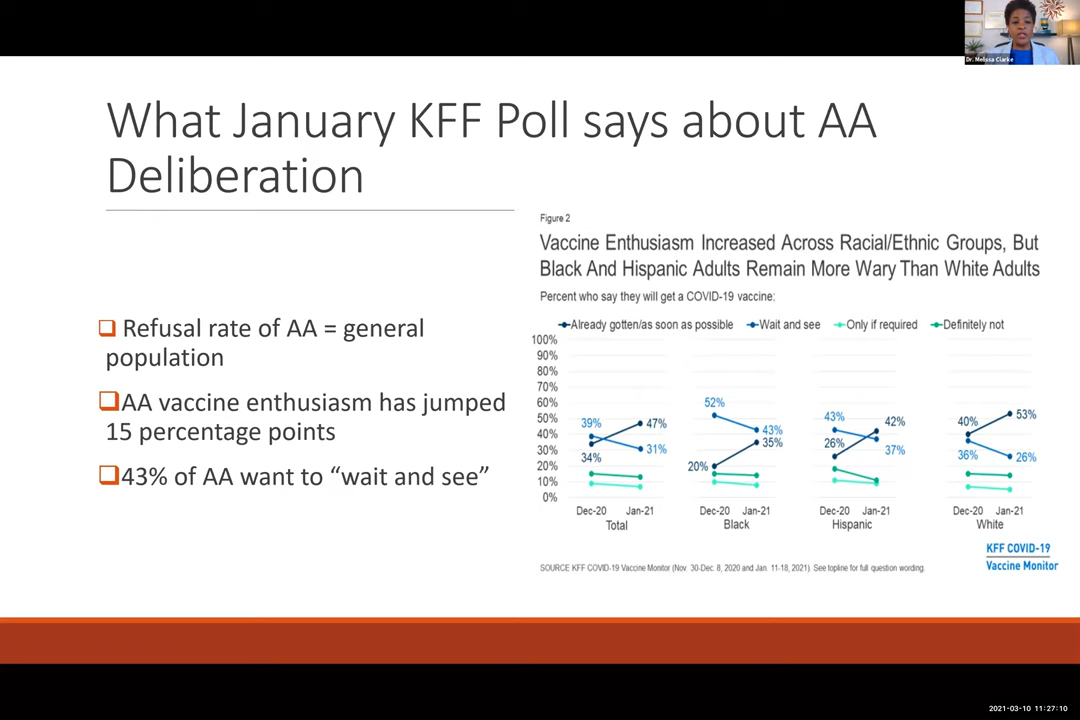 Dr. Melissa Clarke
What January KFF Poll says about AA
Deliberation
Refusal rate of AA = general
population
AA vaccine enthusiasm has jumped
15 percentage points
43% of AA want to “wait and see”
Figure 2
Vaccine Enthusiasm Increased Across Racial/Ethnic Groups, But
Black And Hispanic Adults Remain More Wary Than White Adults
Percent who say they will get a COVID-19 vaccine:
Already gotten/as soon as possible Wait and see Only if required Definitely not
100%
90%
80%
70%
60%
50%
40%
30%
20%
10%
0%
39% 47%
34% 31%
Dec-20 Jan-21
Total
52% 43%
20% 35%
Dec-20 Jan-21
Black
43% 42%
26% 37%
Dec-20 Jan-21
Hispanic
40% 53%
36% 26%
Dec-20 Jan-21
White
KFF COVID-19
Vaccine Monitor
SOURCE KFF COVID-19 Vaccine Monitor (Nov. 30-Dec. 8, 2020 and Jan. 11-18, 2021). See topline for full question wording.
2021-03-10 11:27:10